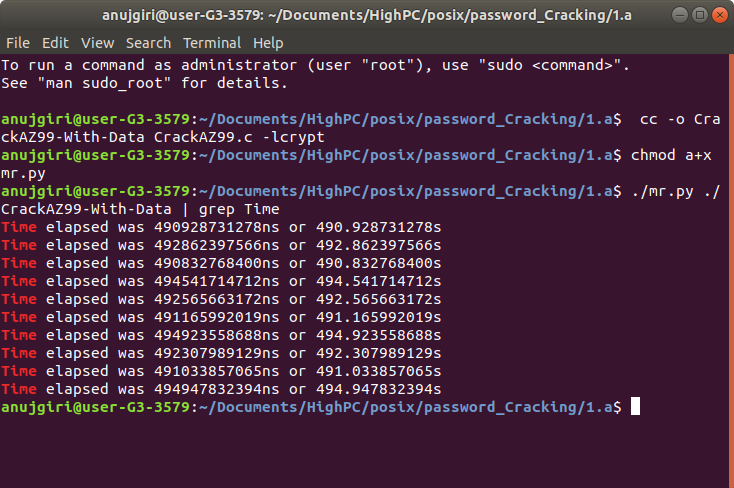 anujgiri@user-G3-3579: ~/Documents/HighPC/posix/password_Cracking/1.a
File Edit View Search Terminal Help
To run a command as administrator (user "root"), use "sudo <command>".
See "man sudo_root" for details.
anujgiri@user-G3-3579:~/Documents/HighPC/posix/password_Cracking/1.a$  cc -o Cra
ckAZ99-With-Data CrackAZ99.c -lcrypt
anujgiri@user-G3-3579:~/Documents/HighPC/posix/password_Cracking/1.a$ chmod a+x
mr.py
anujgiri@user-G3-3579:~/Documents/HighPC/posix/password_Cracking/1.a$ ./mr.py ./
CrackAZ99-With-Data | grep Time
Time elapsed was 490928731278ns or 490.928731278s
Time elapsed was 492862397566ns or 492.862397566s
Time elapsed was 490832768400ns or 490.832768400s
Time elapsed was 494541714712ns or 494.541714712s
Time elapsed was 492565663172ns or 492.565663172s
Time elapsed was 491165992019ns or 491.165992019s
Time elapsed was 494923558688ns or 494.923558688s
Time elapsed was 492307989129ns or 492.307989129s
Time elapsed was 491033857065ns or 491.033857065s
Time elapsed was 494947832394ns or 494.947832394s
anujgiri@user-G3-3579:~/Documents/HighPC/posix/password_Cracking/1.a$